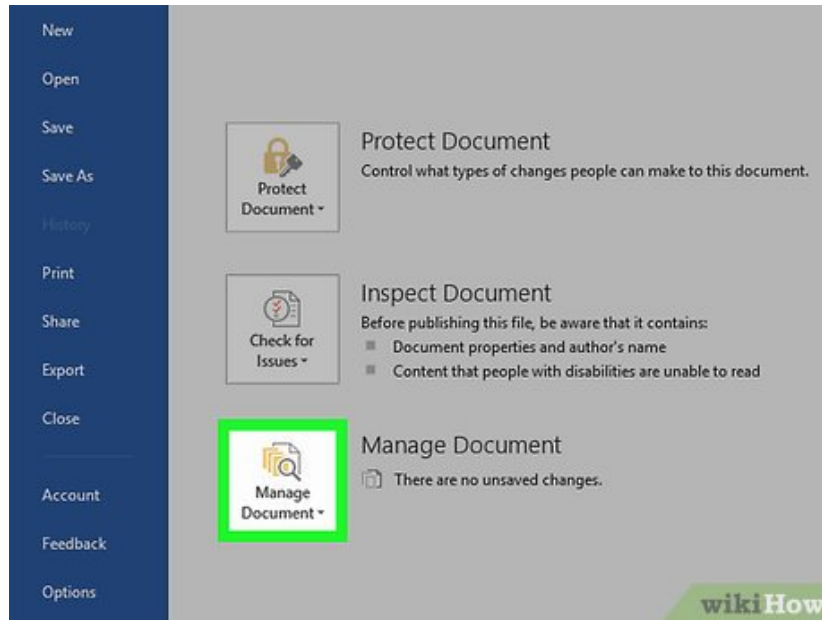 New
Open
Save
Save As
History
Print
Share
Export
Close
Account
Feedback
Options
Protect
Document
Protect Document
Control what types of changes people can make to this document.
Check for
Issues
Inspect Document
Before publishing this file, be aware that it contains:
Document properties and author's name
Content that people with disabilities are unable to read
Manage
Document
Manage Document
There are no unsaved changes.
wikiHow